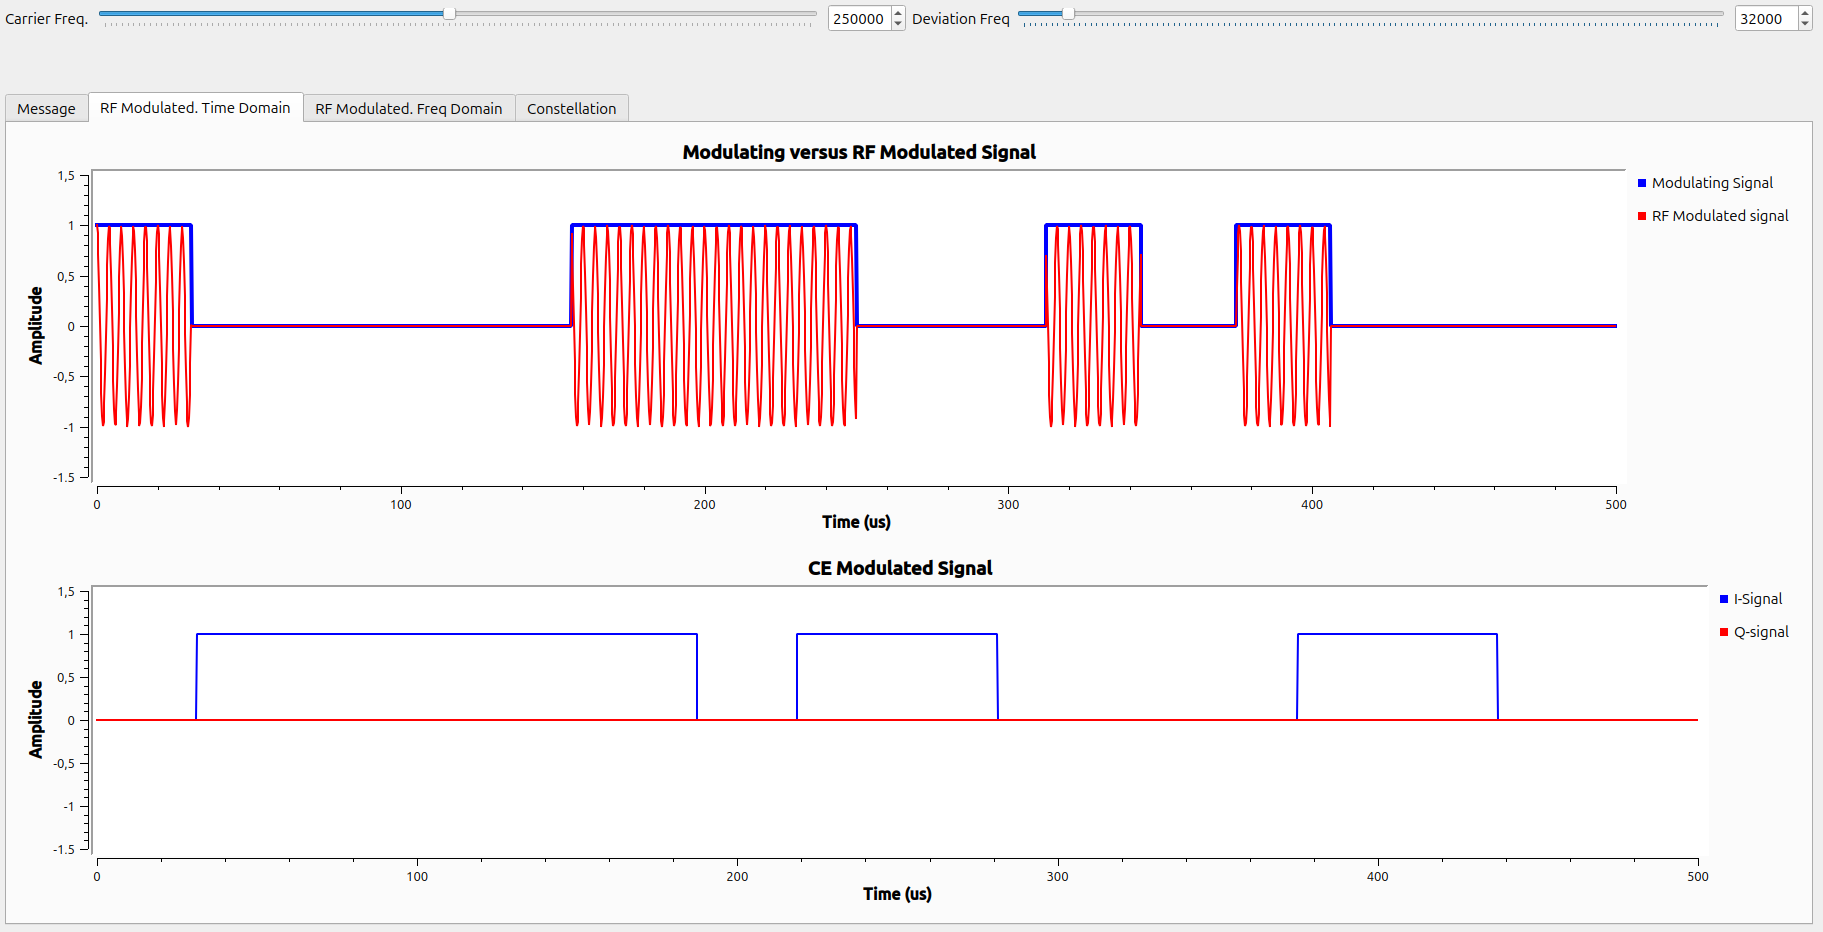 Carrier Freq. 250000 Deviation Freq 32000
Message RF Modulated. Time Domain RF Modulated. Freq Domain Constellation
Modulating versus RF Modulated Signal
1,5
1
0,5
0
-0,5
-1
-1.5
Amplitude
0 100 200 300 400 500
Time (us)
Modulating Signal
RF Modulated signal
CE Modulated Signal
1,5
1
0,5
0
-0,5
-1
-1.5
Amplitude
0 100 200 300 400 500
Time (us)
I-Signal
Q-signal